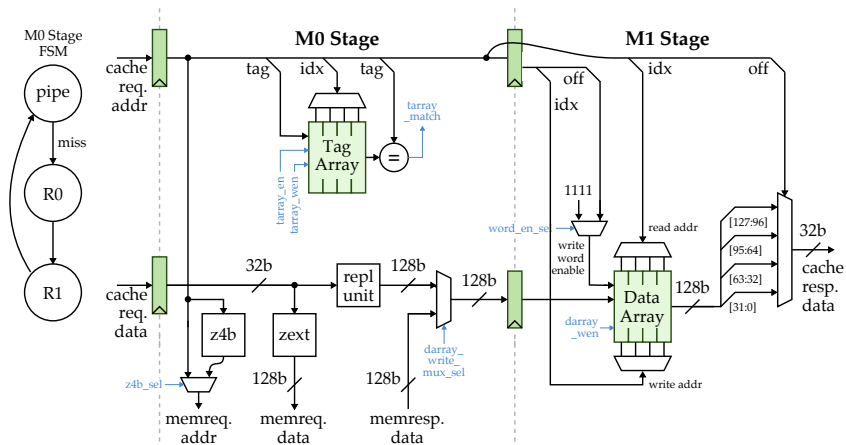 M0 Stage
FSM
pipe
miss
R0
R1
M0 Stage
M1 Stage
cache
req.
addr
tag
idx
tag
off
idx
idx
off
tarray
_match
Tag
Array
=
tarray_en
tarray_wen
1111
word_en_sel
write
word
enable
read addr
[127:96]
[95:64]
[63:32]
[31:0]
32b
cache
resp.
data
cache
req.
data
32b
repl
unit
128b
128b
Data
Array
128b
darray
_wen
z4b
zext
darray_
write_
mux_sel
z4b_sel
128b
128b
write addr
memreq.
addr
memreq.
data
memresp.
data